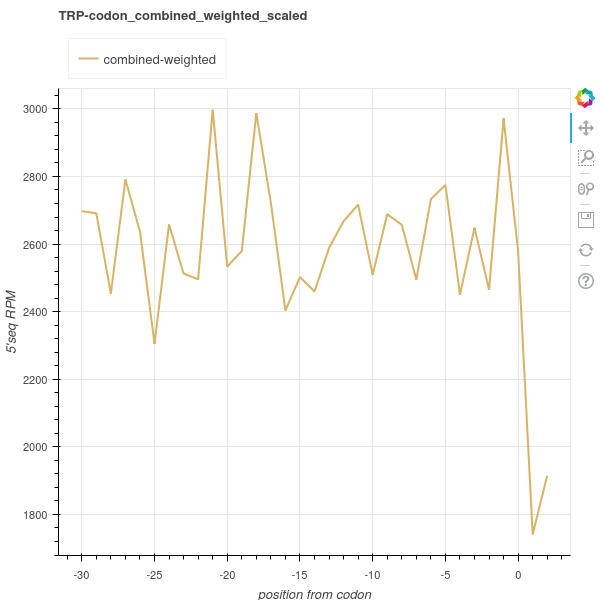 TRP-codon_combined_weighted_scaled
combined-weighted
3000
2800
2600
2400
2200
2000
1800
5'seq RPM
-30 -25 -20 -15 -10 -5 0
position from codon